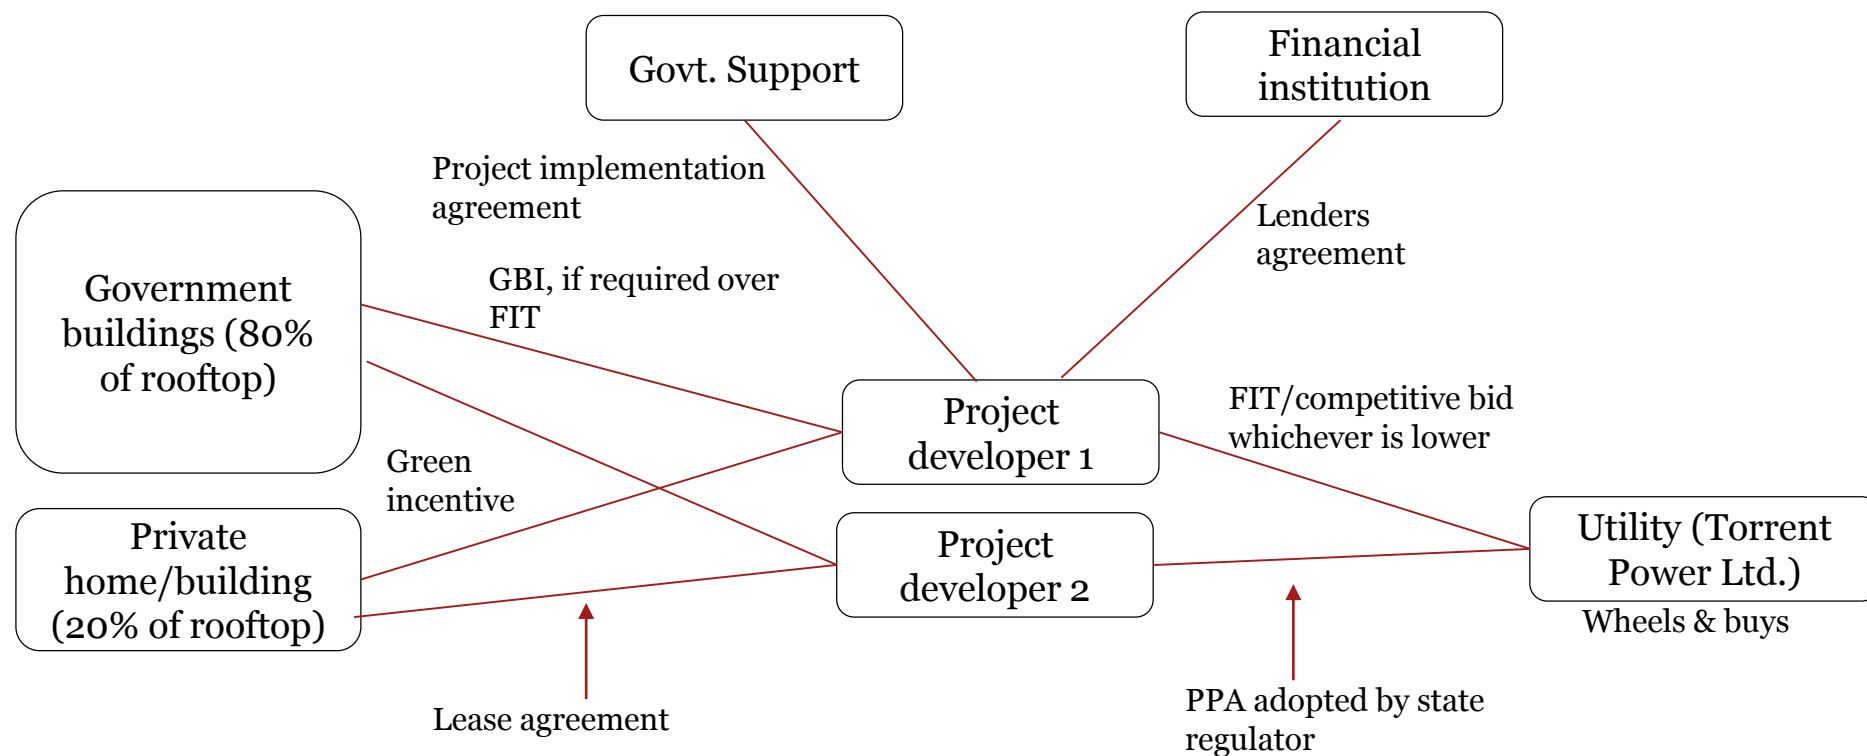 Govt. Support
Financial
institution
Project implementation
agreement
Lenders
agreement
GBI, if required over
FIT
Government
buildings (80%
of rooftop)
Project
developer 1
FIT/competitive bid
whichever is lower
Green
incentive
Private
home/building
(20% of rooftop)
Project
developer 2
Utility (Torrent
Power Ltd.)
Wheels & buys
Lease agreement
PPA adopted by state
regulator